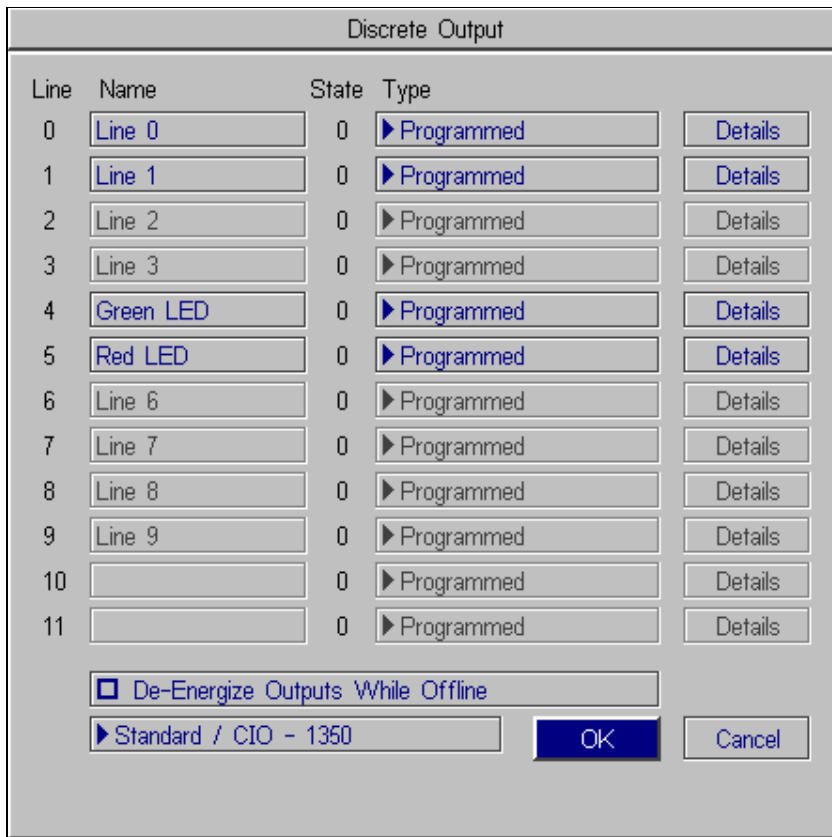 Discrete Output
Line Name State Type
0 Line 0 0 Programmed Details
1 Line 1 0 Programmed Details
2 Line 2 0 Programmed Details
3 Line 3 0 Programmed Details
4 Green LED 0 Programmed Details
5 Red LED 0 Programmed Details
6 Line 6 0 Programmed Details
7 Line 7 0 Programmed Details
8 Line 8 0 Programmed Details
9 Line 9 0 Programmed Details
10 0 Programmed Details
11 0 Programmed Details
De-Energize Outputs While Offline
Standard / CIO - 1350 OK Cancel